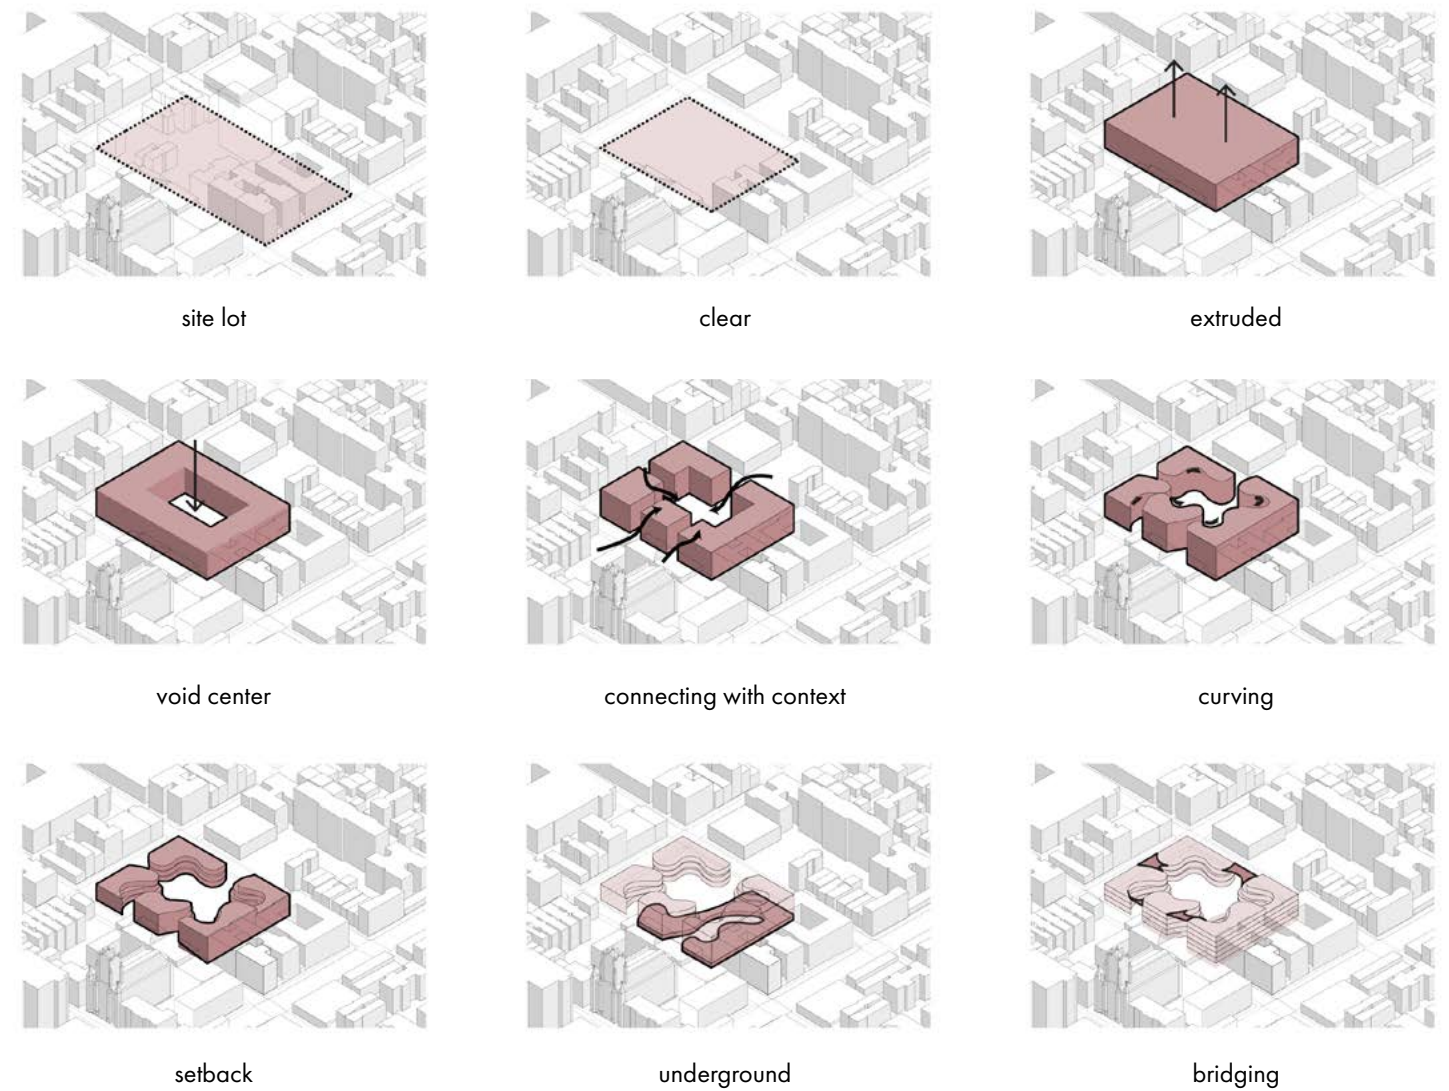 site lot
clear
extruded
void center
connecting with context
curving
setback
underground
bridging